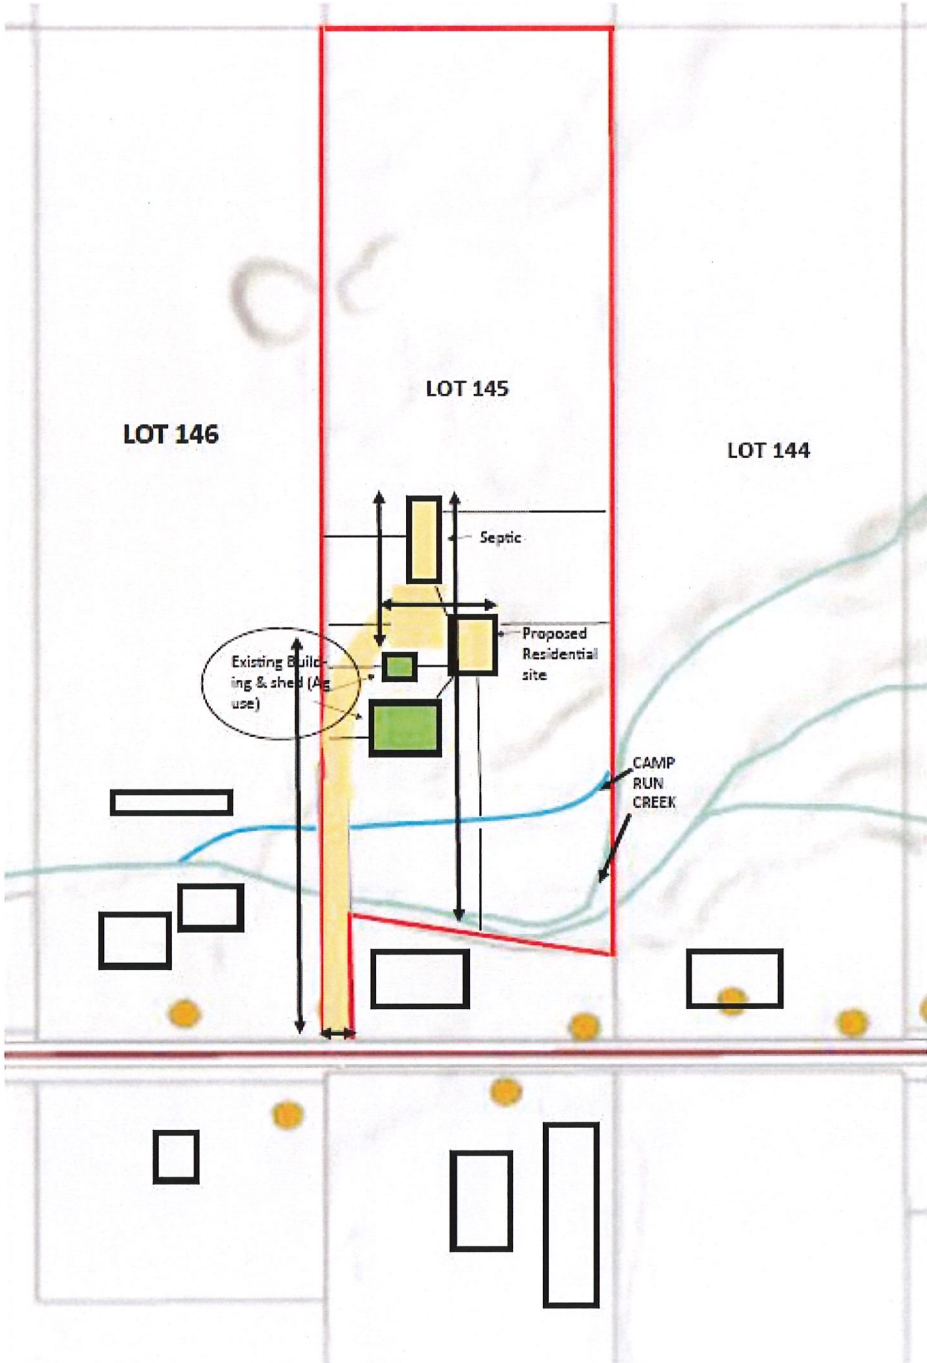 LOT 145
LOT 146
LOT 144
Septic
Proposed
Residential
site
Existing Build-
ing & shed (Ag
use)
CAMP
RUN
CREEK